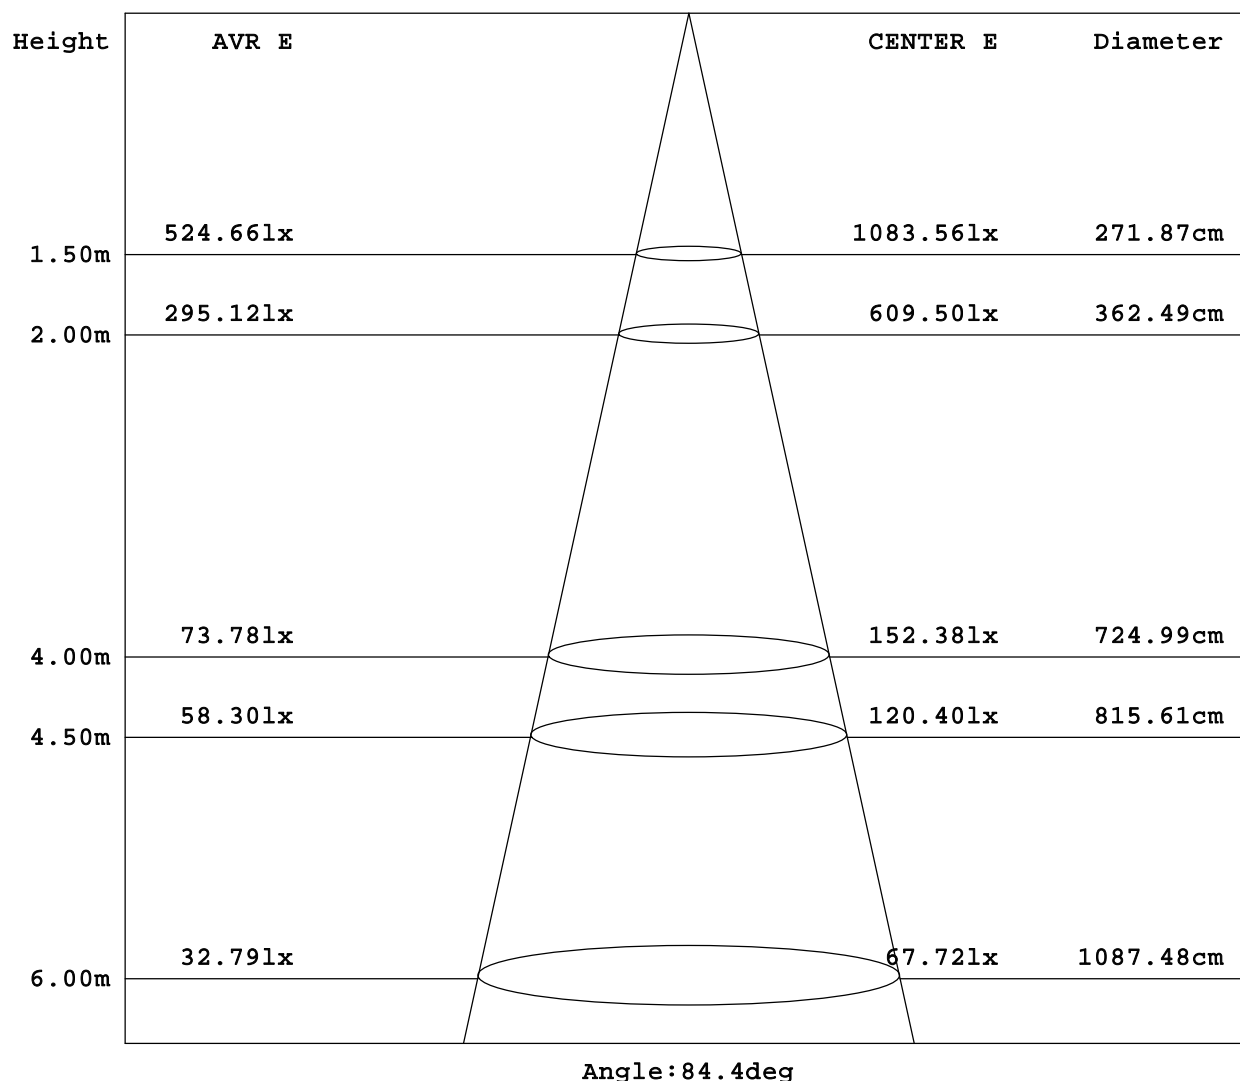 Height AVR E CENTER E Diameter
524.66lx 1083.56lx 271.87cm
1.50m
295.12lx 609.50lx 362.49cm
2.00m
73.78lx 152.38lx 724.99cm
4.00m
58.30lx 120.40lx 815.61cm
4.50m
32.79lx 67.72lx 1087.48cm
6.00m
Angle:84.4deg